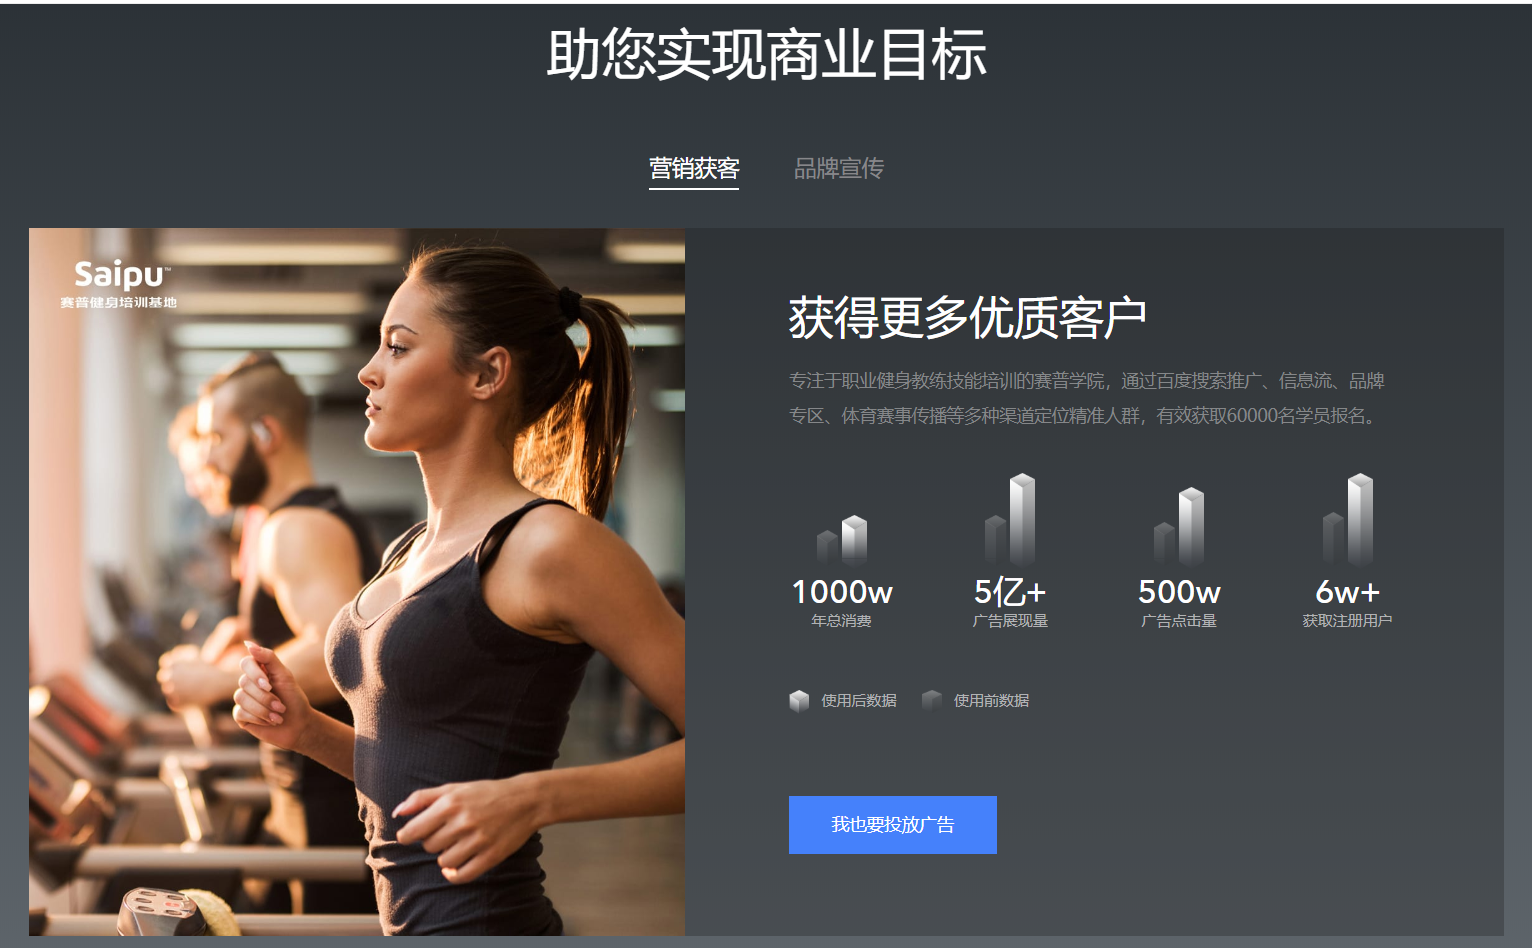 助您实现商业目标
营销获客
品牌宣传
Saipu™
赛普健身培训基地
获得更多优质客户
专注于职业健身教练技能培训的赛普学院，通过百度搜索推广、信息流、品牌
专区、体育赛事传播等多种渠道定位精准人群，有效获取60000名学员报名。
1000w
年总消费
5亿+
广告展现量
500w
广告点击量
6w+
获取注册用户
使用后数据
使用前数据
我也要投放广告